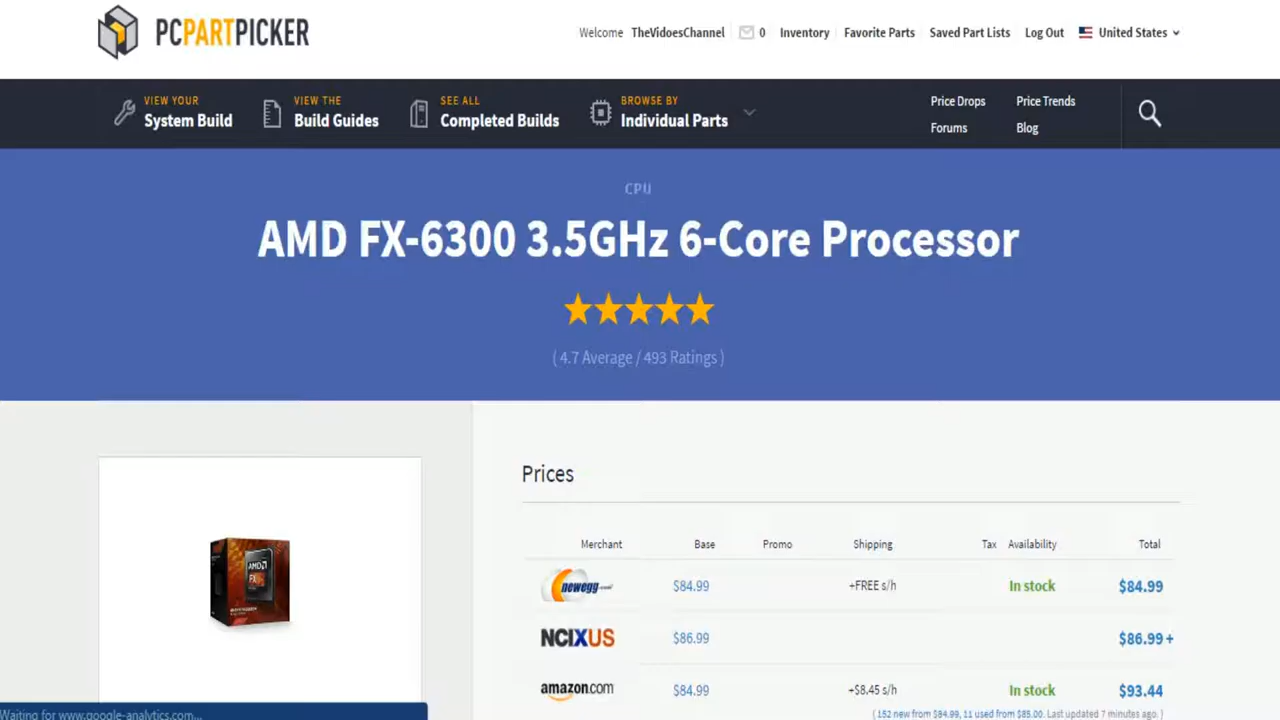 PCPARTPICKER
Welcome TheVidoesChannel 0 Inventory Favorite Parts Saved Part Lists Log Out United States
VIEW YOUR
System Build
VIEW THE
Build Guides
SEE ALL
Completed Builds
BROWSE BY
Individual Parts
Price Drops Price Trends
Forums Blog
CPU
AMD FX-6300 3.5GHz 6-Core Processor
( 4.7 Average / 493 Ratings )
Prices
Merchant Base Promo Shipping Tax Availability Total
newegg $84.99 +FREE s/h In stock $84.99
NCIXUS $86.99 $86.99 +
amazon.com $84.99 +$8.45 s/h In stock $93.44
( 152 new from $84.99, 11 used from $85.00. Last updated 7 minutes ago. )
AMD
FX
Waiting for www.google-analytics.com...